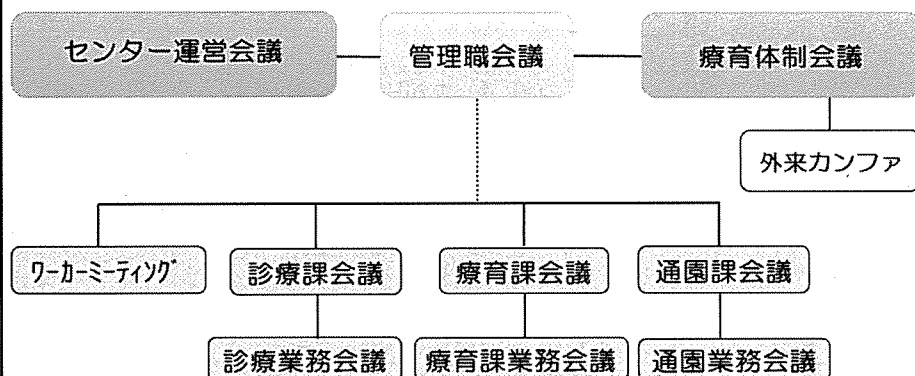 センター運営会議
管理職会議
療育体制会議
外来カンファ
ワーカーミーティング
診療課会議
療育課会議
通園課会議
診療業務会議
療育課業務会議
通園業務会議